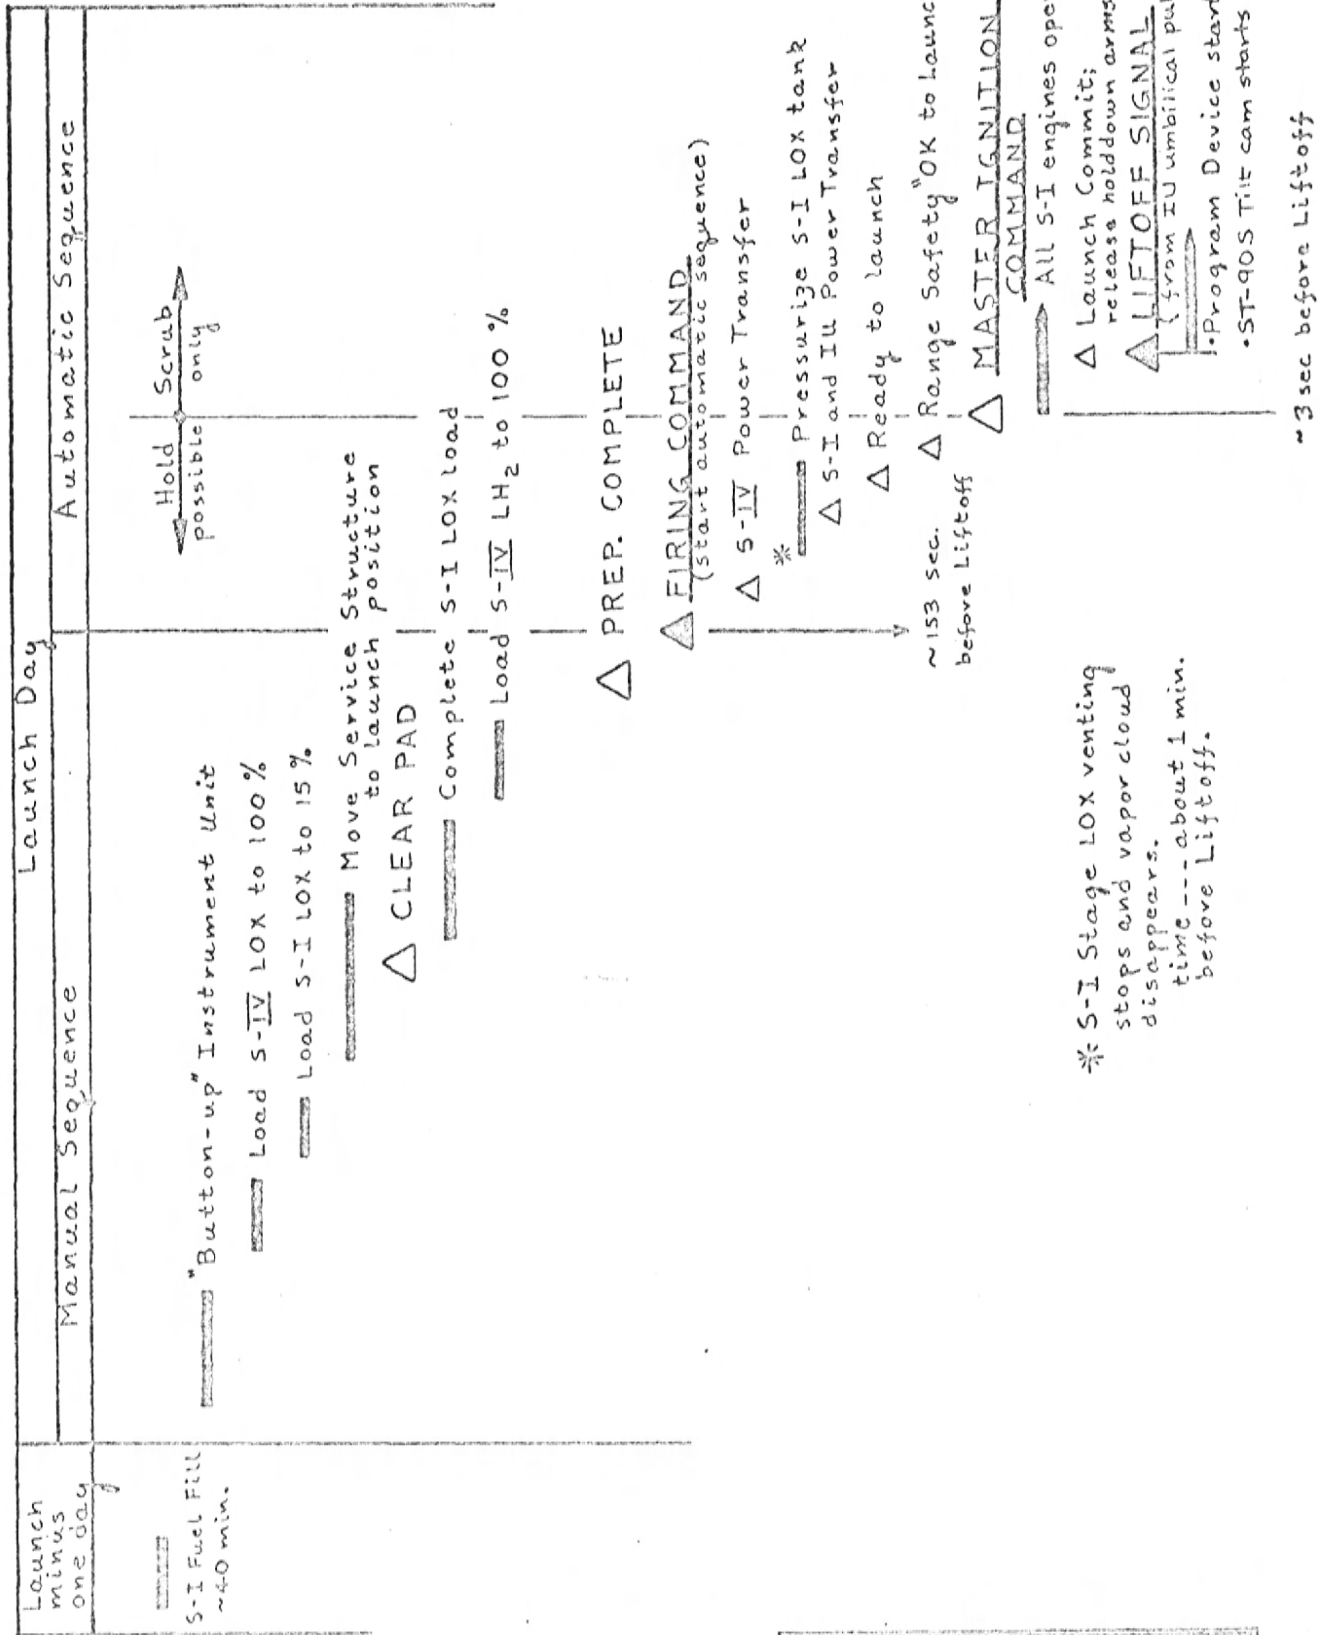 Launch Day
Launch
minus
one day
Manual Sequence
Automatic Sequence
S-I Fuel Fill
~40 min.
Hold
Scrub
possible only
"Button-up" Instrument Unit
Load S-IV LOX to 100%
Load S-I LOX to 15%
Move Service Structure
to launch position
△ CLEAR PAD
Complete S-I LOX load
Load S-IV LH2 to 100%
△ PREP. COMPLETE
△ FIRING COMMAND
(start automatic sequence)
△ S-IV Power Transfer
* Pressurize S-I LOX tank
△ S-I and IU Power Transfer
△ Ready to launch
~153 sec.
before Liftoff
△ Range Safety "OK to Launc
△ MASTER IGNITION
COMMAND
All S-I engines ope
△ Launch Commit;
release holddown arms
△ LIFTOFF SIGNAL
(from IU umbilical pu
• Program Device start
• ST-90S Tilt cam starts
~3 sec before Liftoff
* S-I Stage LOX venting
stops and vapor cloud
disappears.
time --- about 1 min.
before Liftoff.